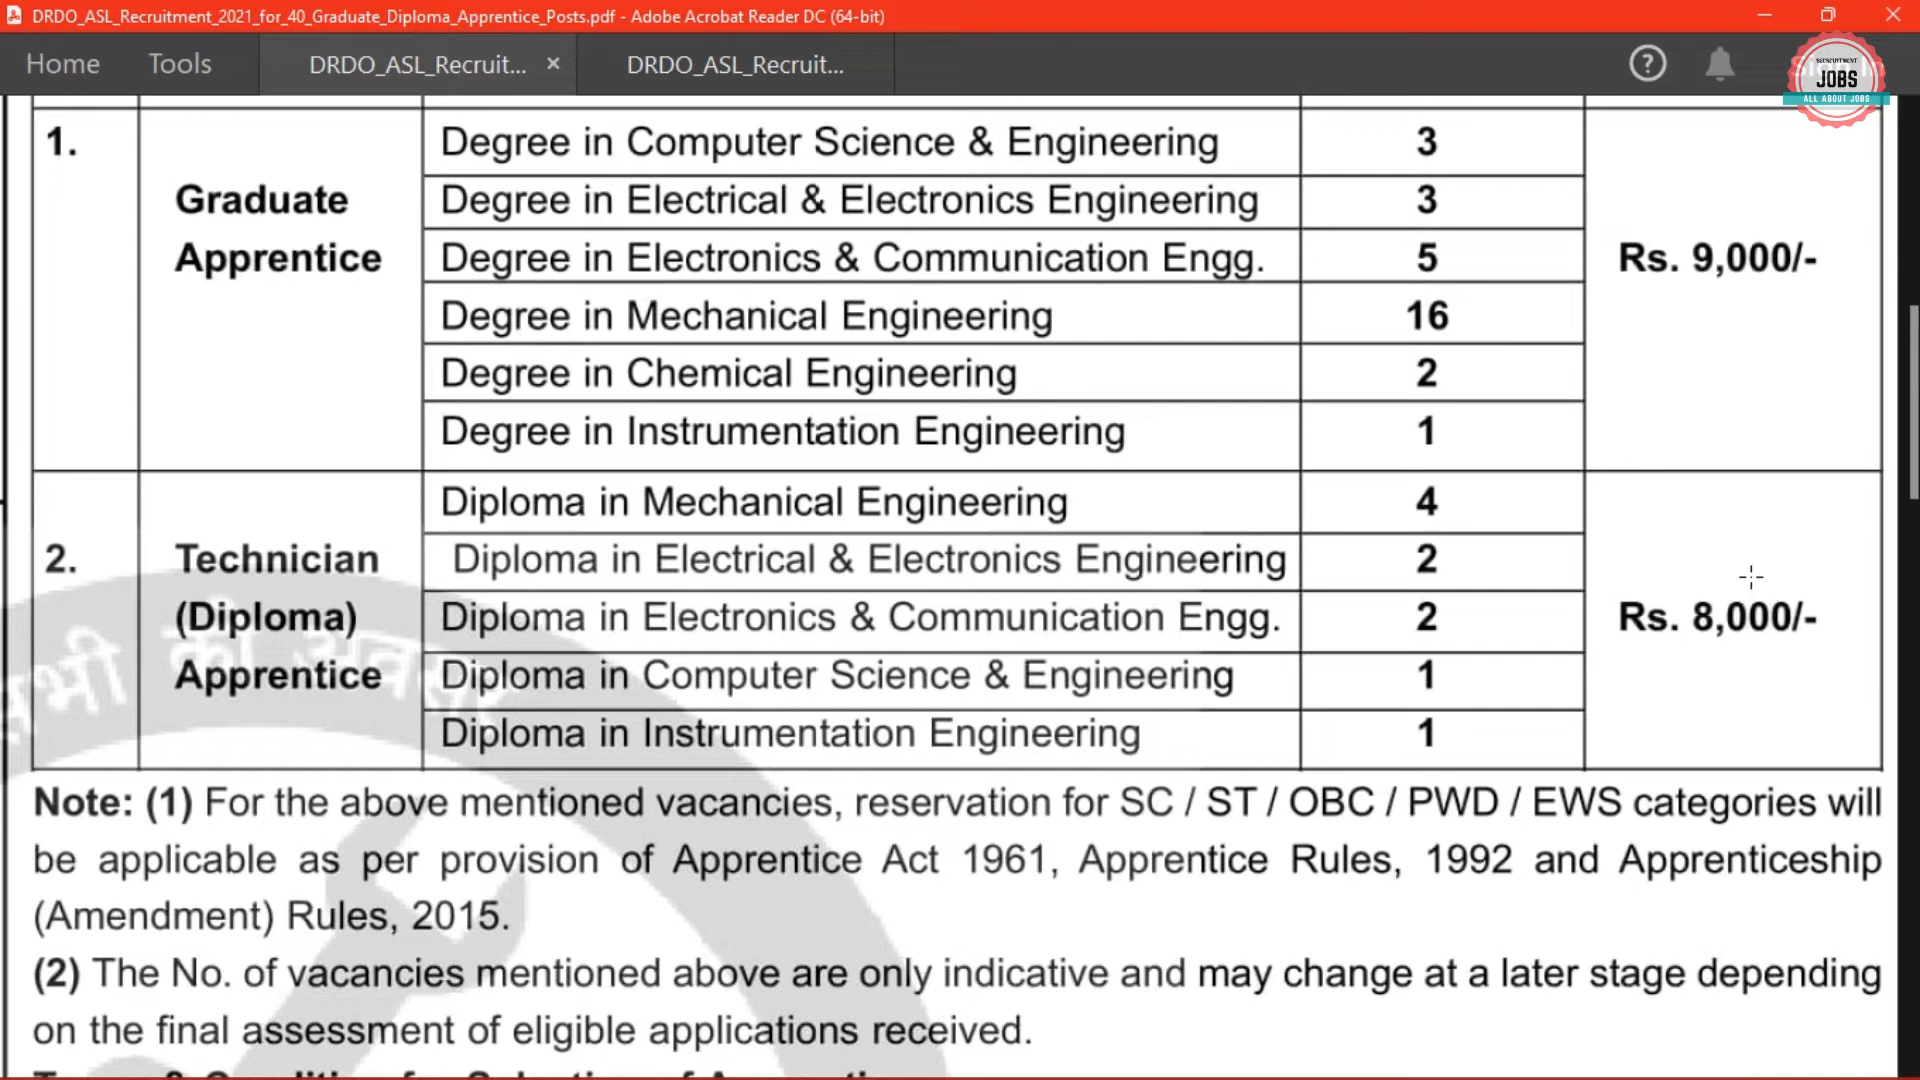 DRDO_ASL_Recruitment_2021_for_40_Graduate_Diploma_Apprentice_Posts.pdf - Adobe Acrobat Reader DC (64-bit)
Home Tools DRDO_ASL_Recruit... × DRDO_ASL_Recruit... ?
RECRUITMENT
JOBS
ALL ABOUT JOBS
1. Graduate Apprentice
Degree in Computer Science & Engineering 3
Degree in Electrical & Electronics Engineering 3
Degree in Electronics & Communication Engg. 5 Rs. 9,000/-
Degree in Mechanical Engineering 16
Degree in Chemical Engineering 2
Degree in Instrumentation Engineering 1
2. Technician (Diploma) Apprentice
Diploma in Mechanical Engineering 4
Diploma in Electrical & Electronics Engineering 2
Diploma in Electronics & Communication Engg. 2 Rs. 8,000/-
Diploma in Computer Science & Engineering 1
Diploma in Instrumentation Engineering 1
Note: (1) For the above mentioned vacancies, reservation for SC / ST / OBC / PWD / EWS categories will
be applicable as per provision of Apprentice Act 1961, Apprentice Rules, 1992 and Apprenticeship
(Amendment) Rules, 2015.
(2) The No. of vacancies mentioned above are only indicative and may change at a later stage depending
on the final assessment of eligible applications received.